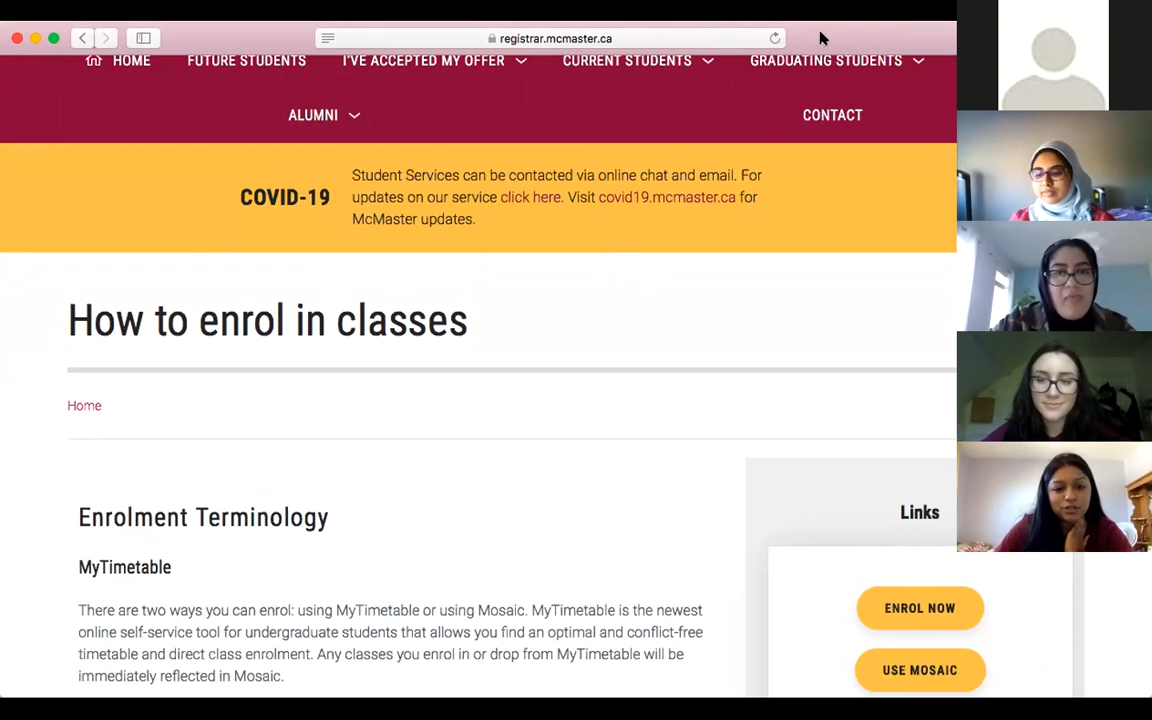 registrar.mcmaster.ca
HOME FUTURE STUDENTS I'VE ACCEPTED MY OFFER CURRENT STUDENTS GRADUATING STUDENTS
ALUMNI CONTACT
COVID-19
Student Services can be contacted via online chat and email. For
updates on our service click here. Visit covid19.mcmaster.ca for
McMaster updates.
How to enrol in classes
Home
Enrolment Terminology
MyTimetable
There are two ways you can enrol: using MyTimetable or using Mosaic. MyTimetable is the newest
online self-service tool for undergraduate students that allows you find an optimal and conflict-free
timetable and direct class enrolment. Any classes you enrol in or drop from MyTimetable will be
immediately reflected in Mosaic.
Links
ENROL NOW
USE MOSAIC